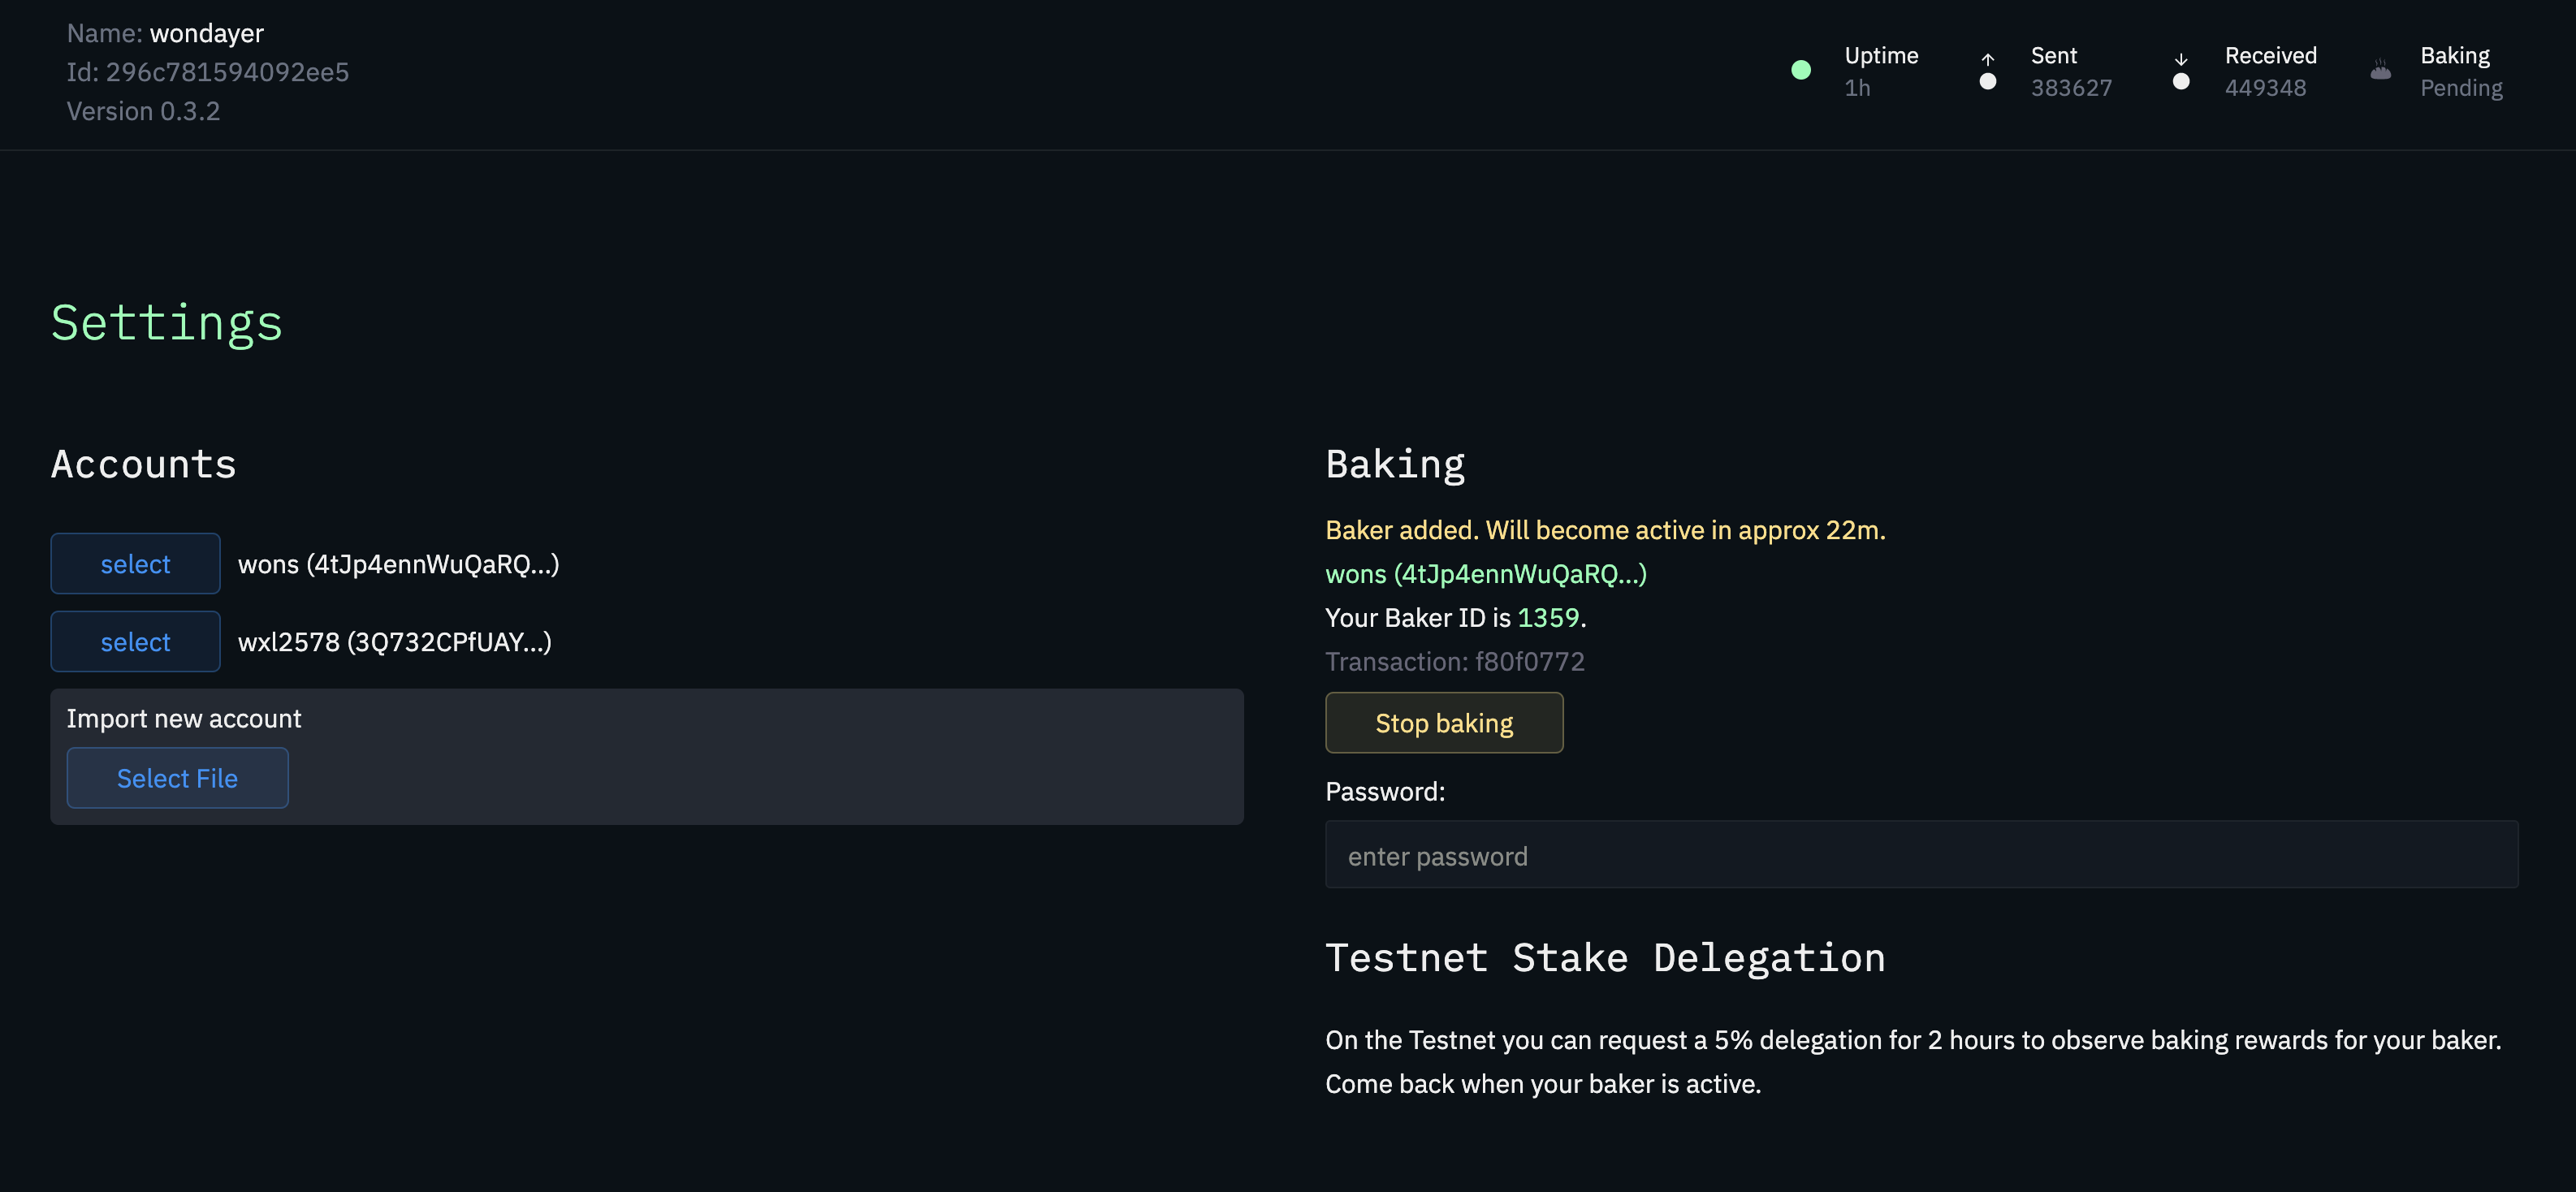 Name: wondayer
Id: 296c781594092ee5
Version 0.3.2
Uptime
1h
Sent
383627
Received
449348
Baking
Pending
Settings
Accounts
select wons (4tJp4ennWuQaRQ...)
select wxl2578 (3Q732CPfUAY...)
Import new account
Select File
Baking
Baker added. Will become active in approx 22m.
wons (4tJp4ennWuQaRQ...)
Your Baker ID is 1359.
Transaction: f80f0772
Stop baking
Password:
enter password
Testnet Stake Delegation
On the Testnet you can request a 5% delegation for 2 hours to observe baking rewards for your baker.
Come back when your baker is active.